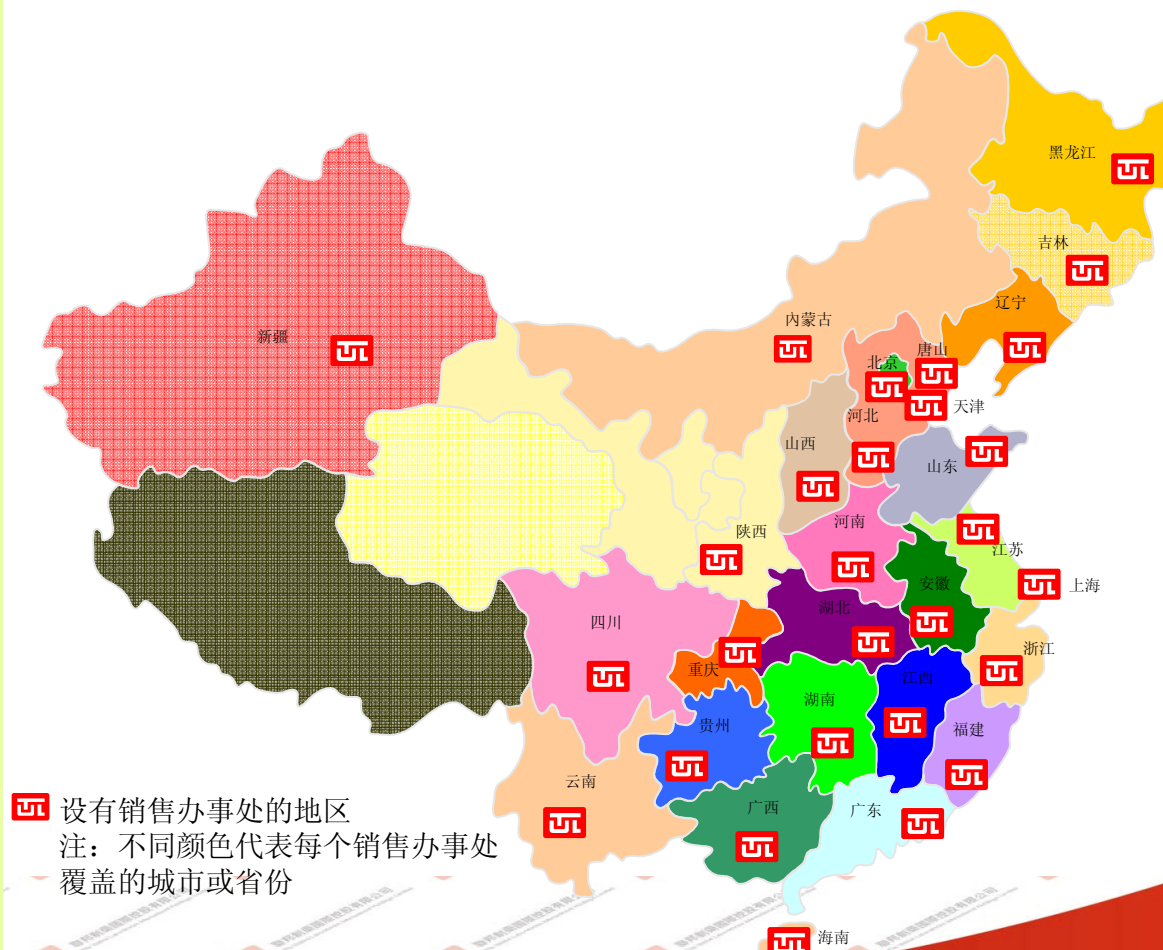 黑龙江
吉林
辽宁
新疆
内蒙古
唐山
北京
天津
河北
山西
山东
河南
陕西
江苏
安徽
上海
湖北
四川
浙江
重庆
江西
湖南
贵州
福建
云南
广西
广东
设有销售办事处的地区
注：不同颜色代表每个销售办事处
覆盖的城市或省份
海南